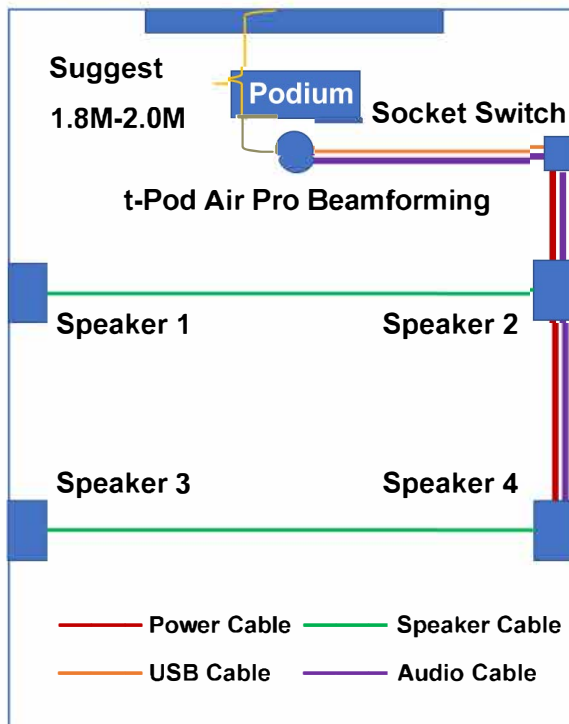 Suggest
1.8M-2.0M
Podium
Socket Switch
t-Pod Air Pro Beamforming
Speaker 1
Speaker 2
Speaker 3
Speaker 4
Power Cable
Speaker Cable
USB Cable
Audio Cable